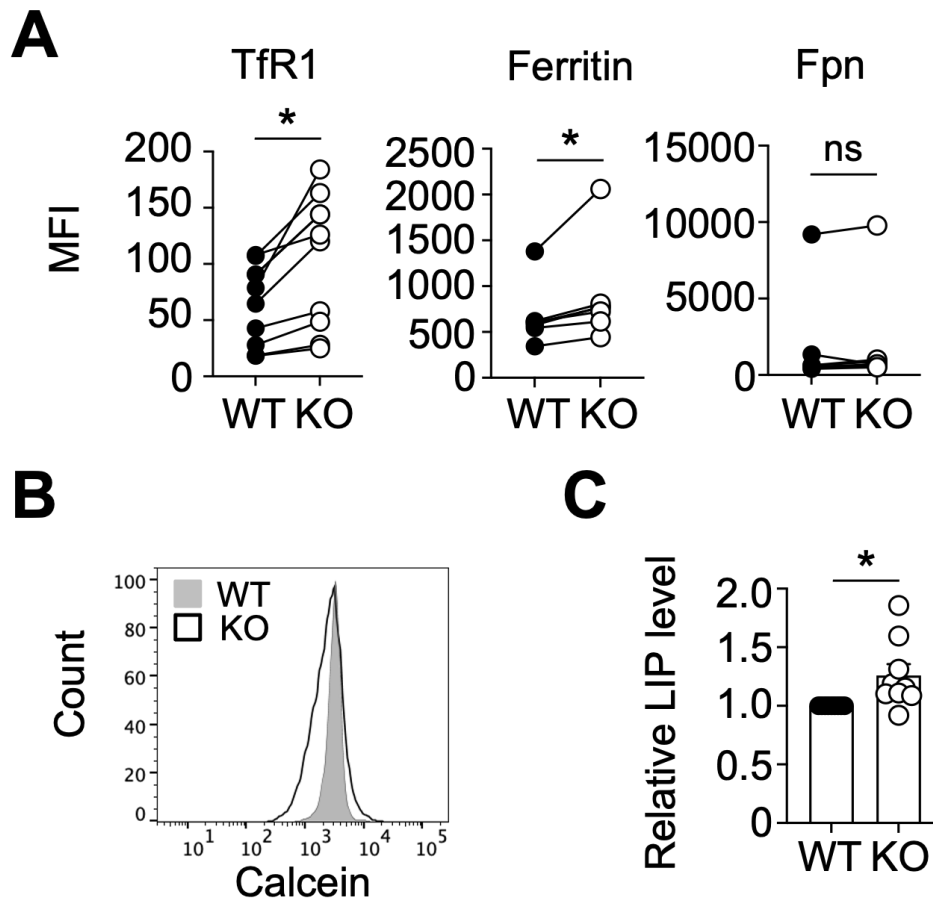 A
TfR1
Ferritin
Fpn
MFI
*
200
150
100
50
0
WT KO
*
2500
2000
1500
1000
500
0
WT KO
ns
15000
10000
5000
0
WT KO
B
WT
KO
Count
100
80
60
40
20
0
10^1 10^2 10^3 10^4 10^5
Calcein
C
*
Relative LIP level
2.0
1.5
1.0
0.5
0
WT KO